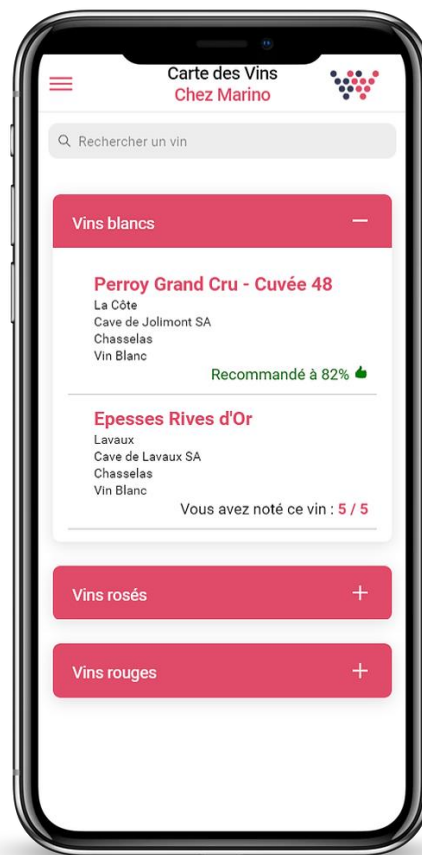 Carte des Vins
Chez Marino
Rechercher un vin
Vins blancs
Perroy Grand Cru - Cuvée 48
La Côte
Cave de Jolimont SA
Chasselas
Vin Blanc
Recommandé à 82%
Epesses Rives d'Or
Lavaux
Cave de Lavaux SA
Chasselas
Vin Blanc
Vous avez noté ce vin : 5 / 5
Vins rosés
Vins rouges